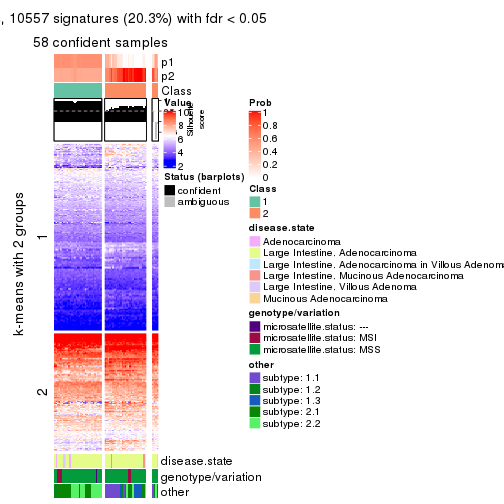 , 10557 signatures (20.3%) with fdr < 0.05
58 confident samples
p1
p2
Class
Value
10
8
6
4
2
Silhouette
score
Prob
1
0.8
0.6
0.4
0.2
0
Status (barplots)
confident
ambiguous
Class
1
2
disease.state
Adenocarcinoma
Large Intestine. Adenocarcinoma
Large Intestine. Adenocarcinoma in Villous Adenom
Large Intestine. Mucinous Adenocarcinoma
Large Intestine. Villous Adenoma
Mucinous Adenocarcinoma
genotype/variation
microsatellite.status: ---
microsatellite.status: MSI
microsatellite.status: MSS
other
subtype: 1.1
subtype: 1.2
subtype: 1.3
subtype: 2.1
subtype: 2.2
k-means with 2 groups
1
2
disease.state
genotype/variation
other